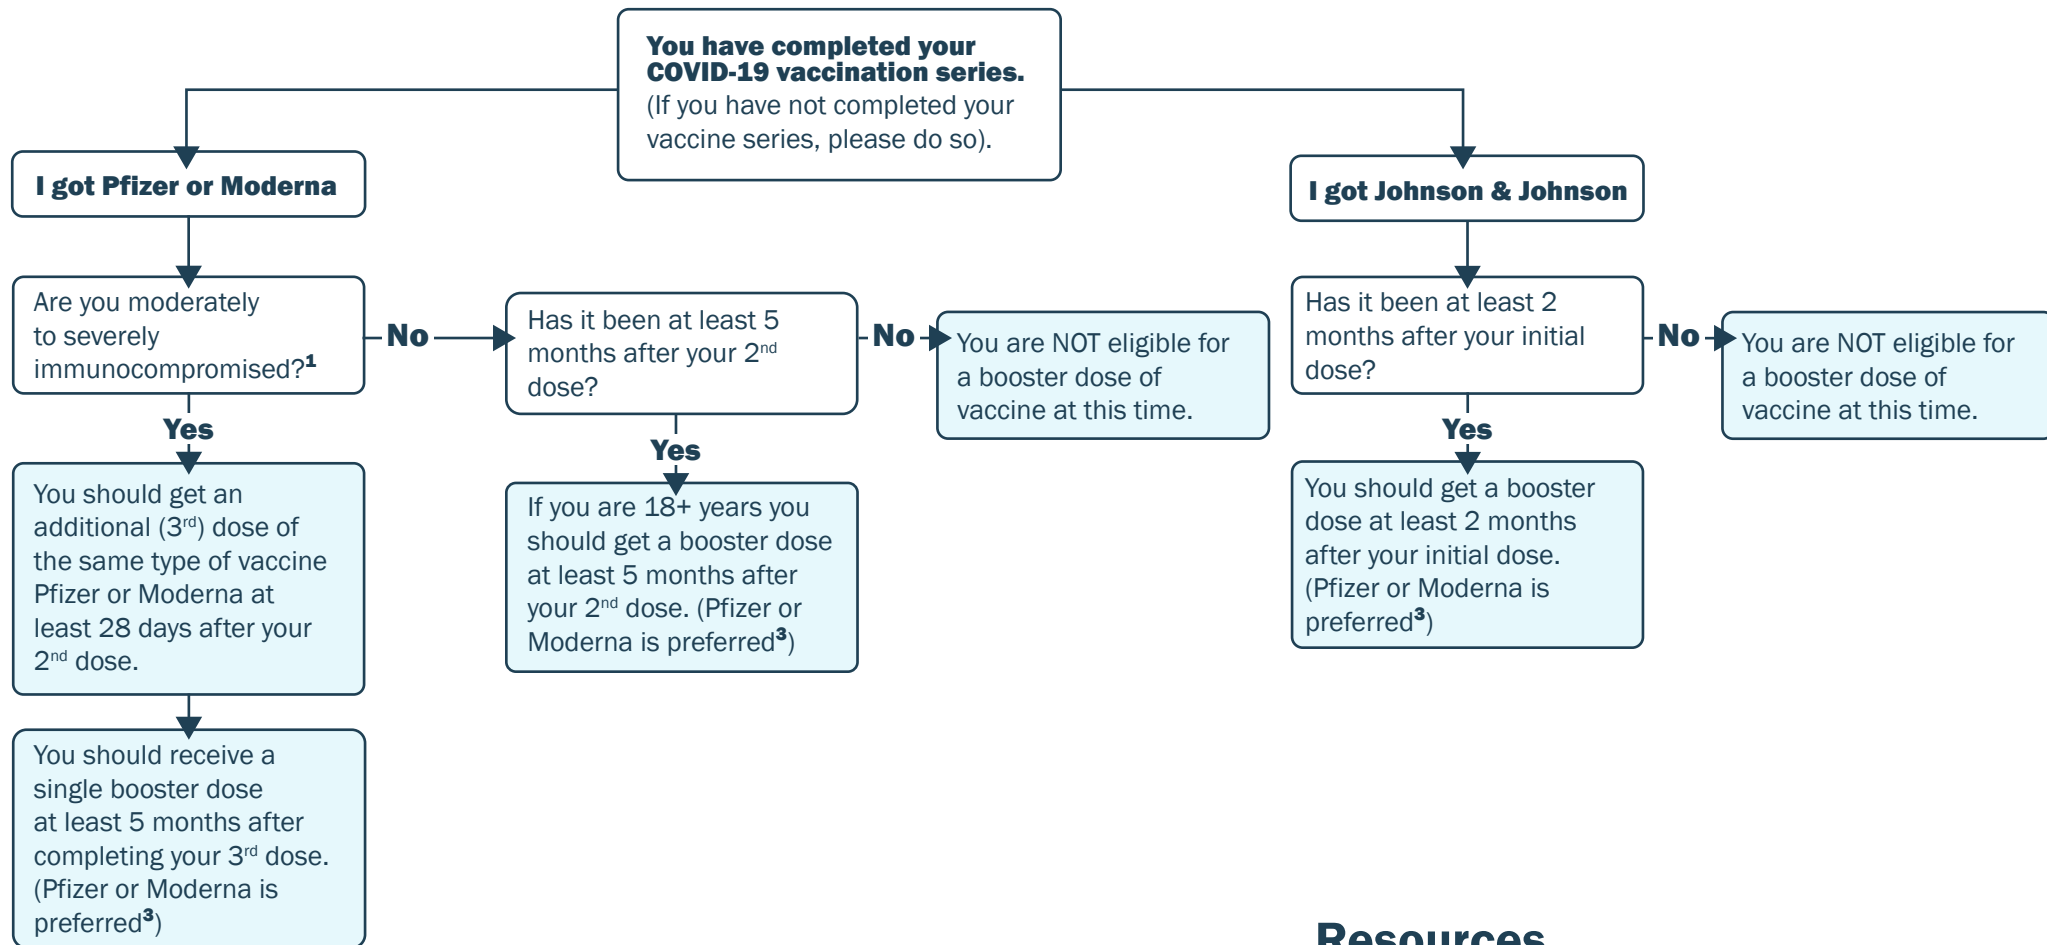 You have completed your
COVID-19 vaccination series.
(If you have not completed your
vaccine series, please do so).
I got Pfizer or Moderna
I got Johnson & Johnson
Are you moderately
to severely
immunocompromised?¹
No
Has it been at least 5
months after your 2ⁿᵈ
dose?
No
You are NOT eligible for
a booster dose of
vaccine at this time.
Has it been at least 2
months after your initial
dose?
No
You are NOT eligible for
a booster dose of
vaccine at this time.
Yes
You should get an
additional (3ʳᵈ) dose of
the same type of vaccine
Pfizer or Moderna at
least 28 days after your
2ⁿᵈ dose.
Yes
If you are 18+ years you
should get a booster dose
at least 5 months after
your 2ⁿᵈ dose. (Pfizer or
Moderna is preferred³)
Yes
You should get a booster
dose at least 2 months
after your initial dose.
(Pfizer or Moderna is
preferred³)
You should receive a
single booster dose
at least 5 months after
completing your 3ʳᵈ dose.
(Pfizer or Moderna is
preferred³)
Resources